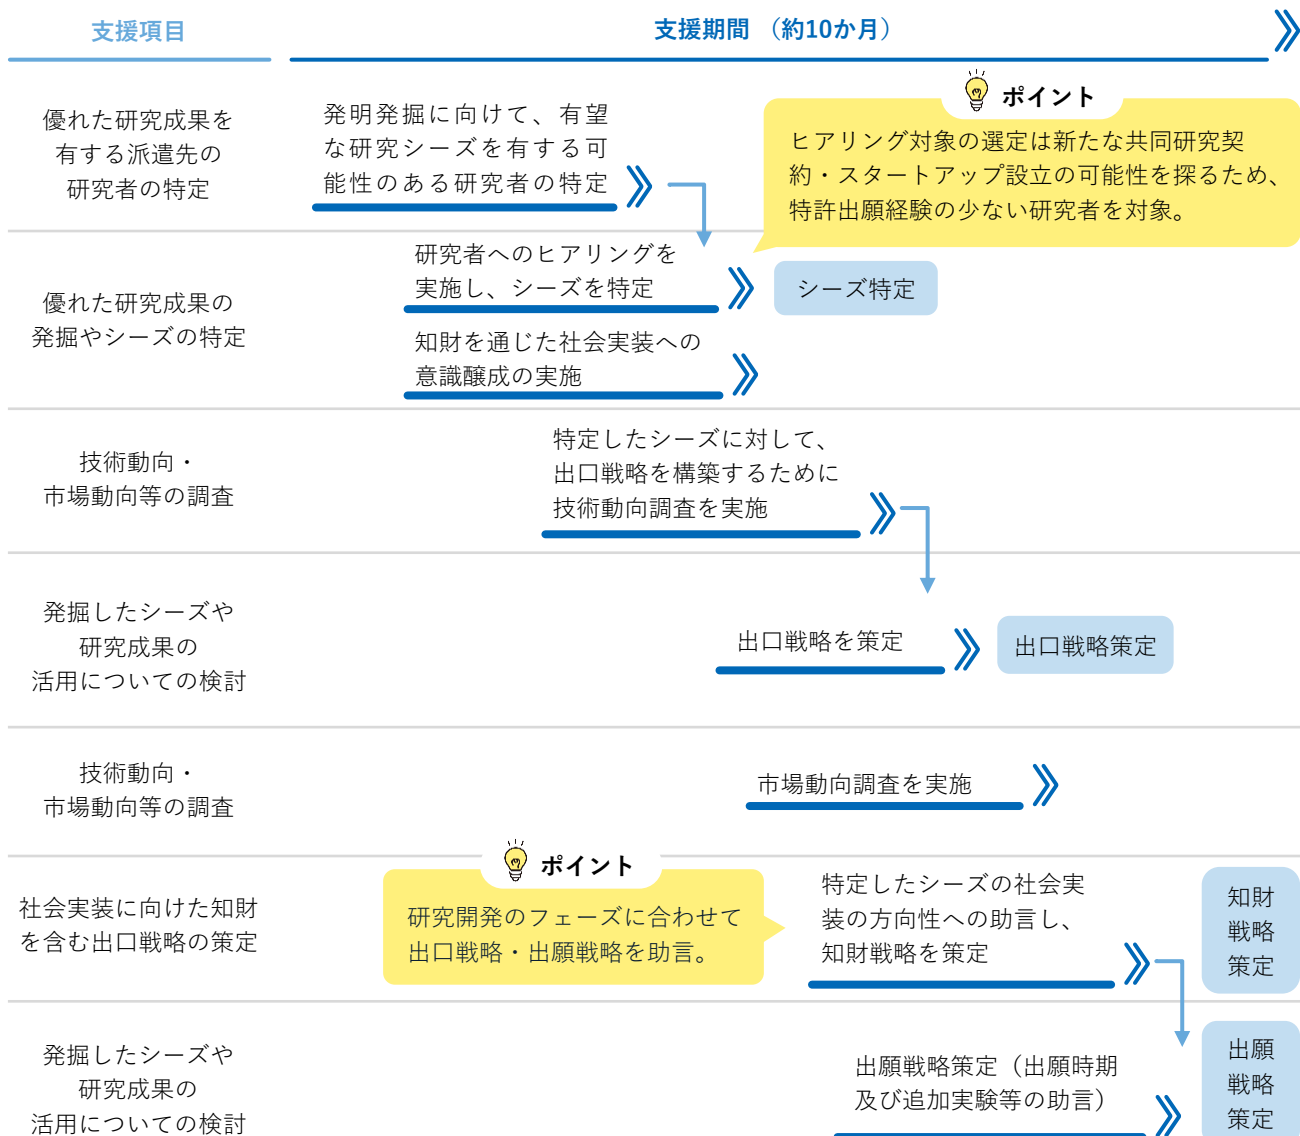 支援項目
支援期間 （約10か月）
優れた研究成果を
有する派遣先の
研究者の特定
発明発掘に向けて、有望
な研究シーズを有する可
能性のある研究者の特定
ポイント
ヒアリング対象の選定は新たな共同研究契
約・スタートアップ設立の可能性を探るため、
特許出願経験の少ない研究者を対象。
優れた研究成果の
発掘やシーズの特定
研究者へのヒアリングを
実施し、シーズを特定
シーズ特定
知財を通じた社会実装への
意識醸成の実施
技術動向・
市場動向等の調査
特定したシーズに対して、
出口戦略を構築するために
技術動向調査を実施
発掘したシーズや
研究成果の
活用についての検討
出口戦略を策定
出口戦略策定
技術動向・
市場動向等の調査
市場動向調査を実施
社会実装に向けた知財
を含む出口戦略の策定
ポイント
研究開発のフェーズに合わせて
出口戦略・出願戦略を助言。
特定したシーズの社会実
装の方向性への助言し、
知財戦略を策定
知財
戦略
策定
発掘したシーズや
研究成果の
活用についての検討
出願戦略策定（出願時期
及び追加実験等の助言）
出願
戦略
策定